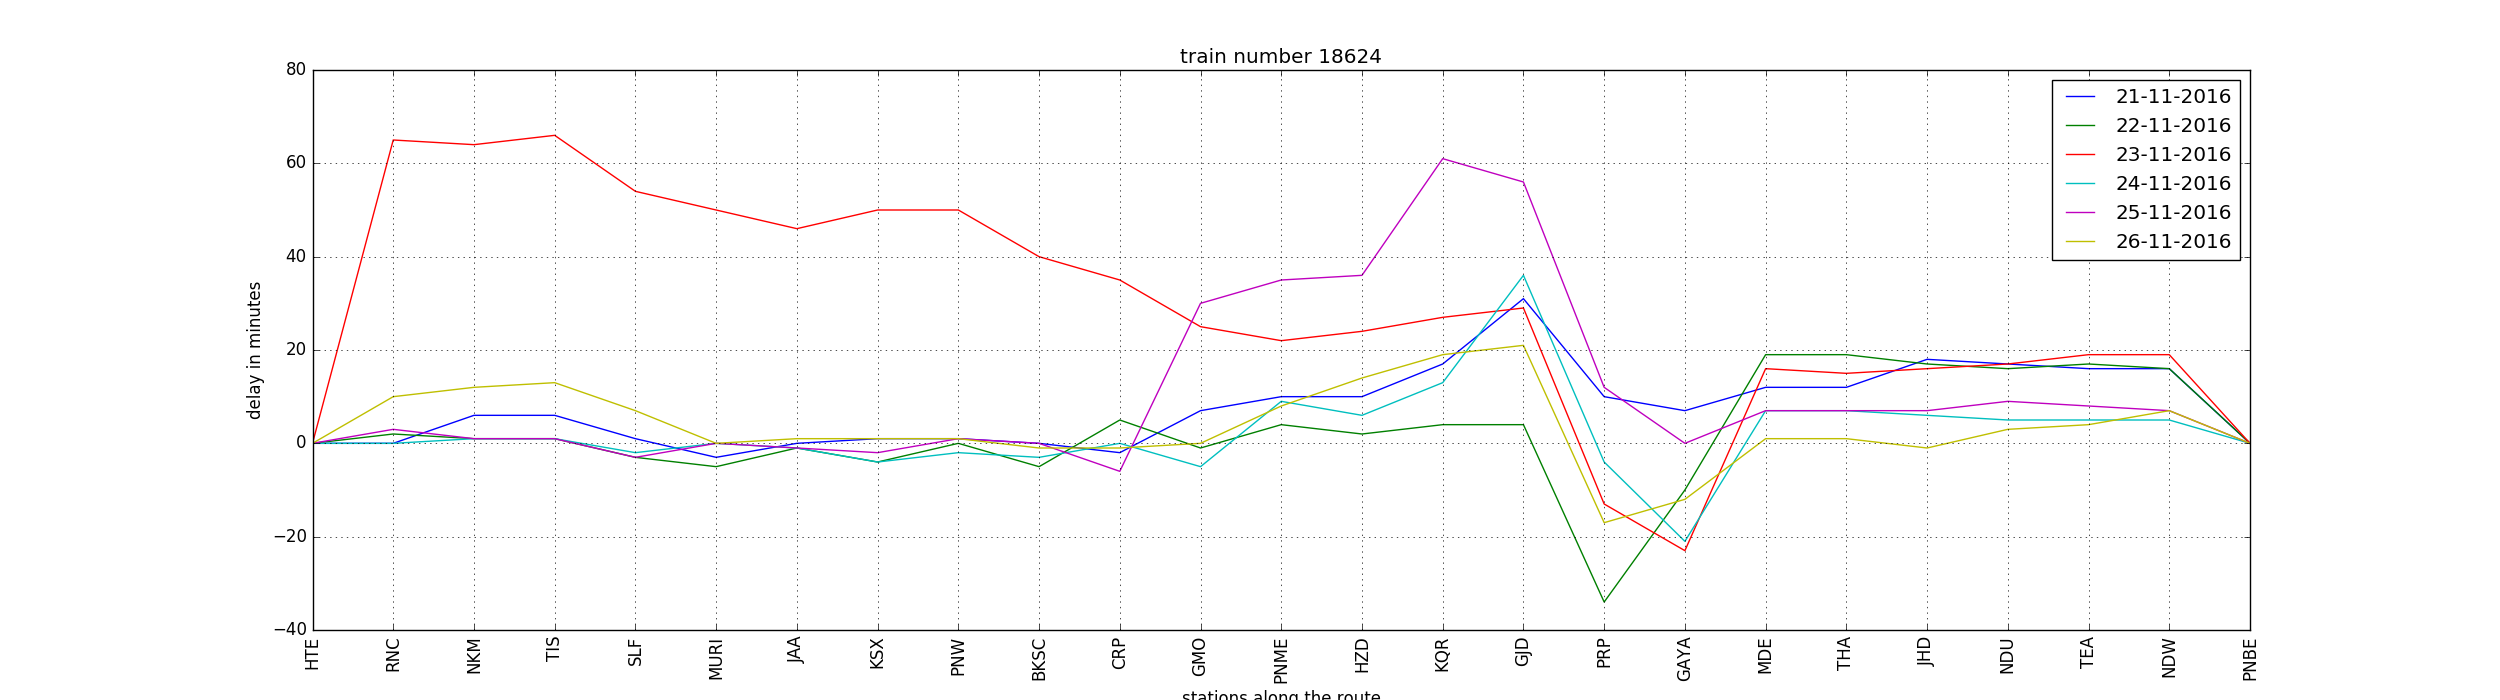 train number 18624
80
60
40
20
0
−20
−40
delay in minutes
21-11-2016
22-11-2016
23-11-2016
24-11-2016
25-11-2016
26-11-2016
HTE
RNC
NKM
TIS
SLF
MURI
JAA
KSX
PNW
BKSC
CRP
GMO
PNME
HZD
KQR
GJD
PRP
GAYA
MDE
THA
JHD
NDU
TEA
NDW
PNBE
stations along the route